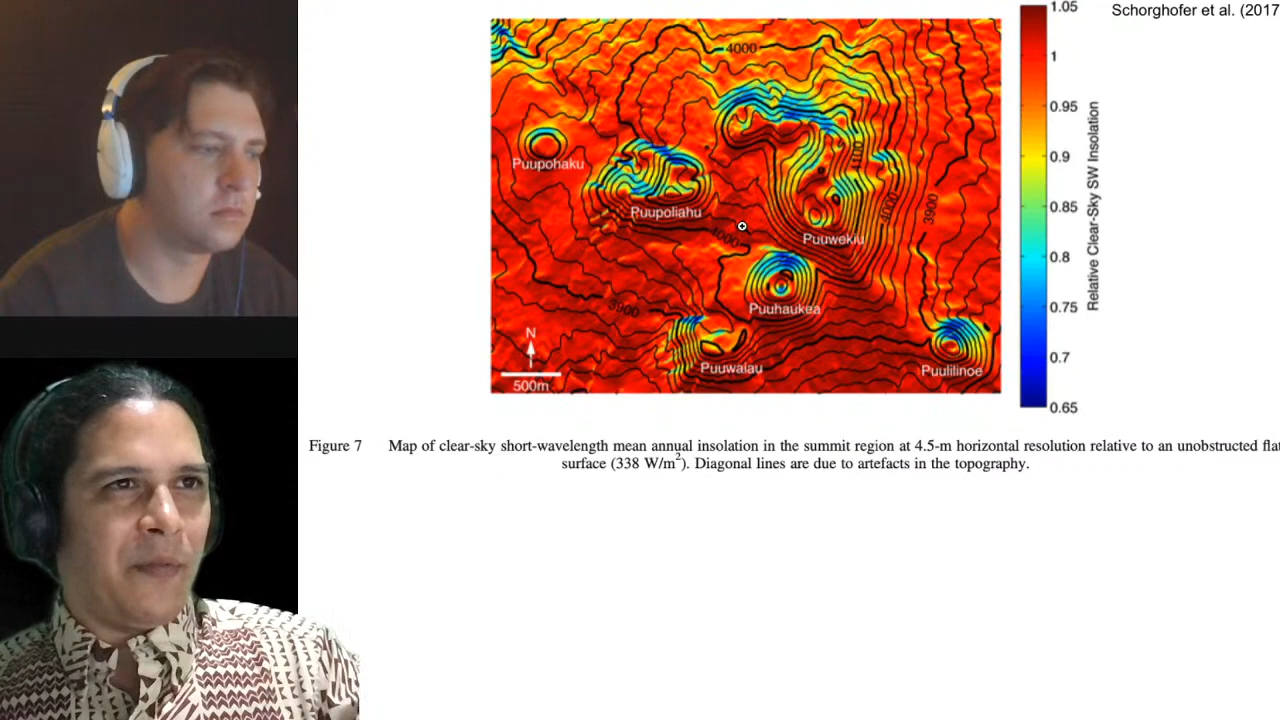 Schorghofer et al. (2017
1.05
1
0.95
0.9
0.85
0.8
0.75
0.7
0.65
Relative Clear-Sky SW Insolation
4000
4100
4000
3900
4000
3900
Puupohaku
Puupoliahu
Puuwekiu
Puuhaukea
Puuwalau
Puulilinoe
N
500m
Figure 7 Map of clear-sky short-wavelength mean annual insolation in the summit region at 4.5-m horizontal resolution relative to an unobstructed flat
surface (338 W/m²). Diagonal lines are due to artefacts in the topography.